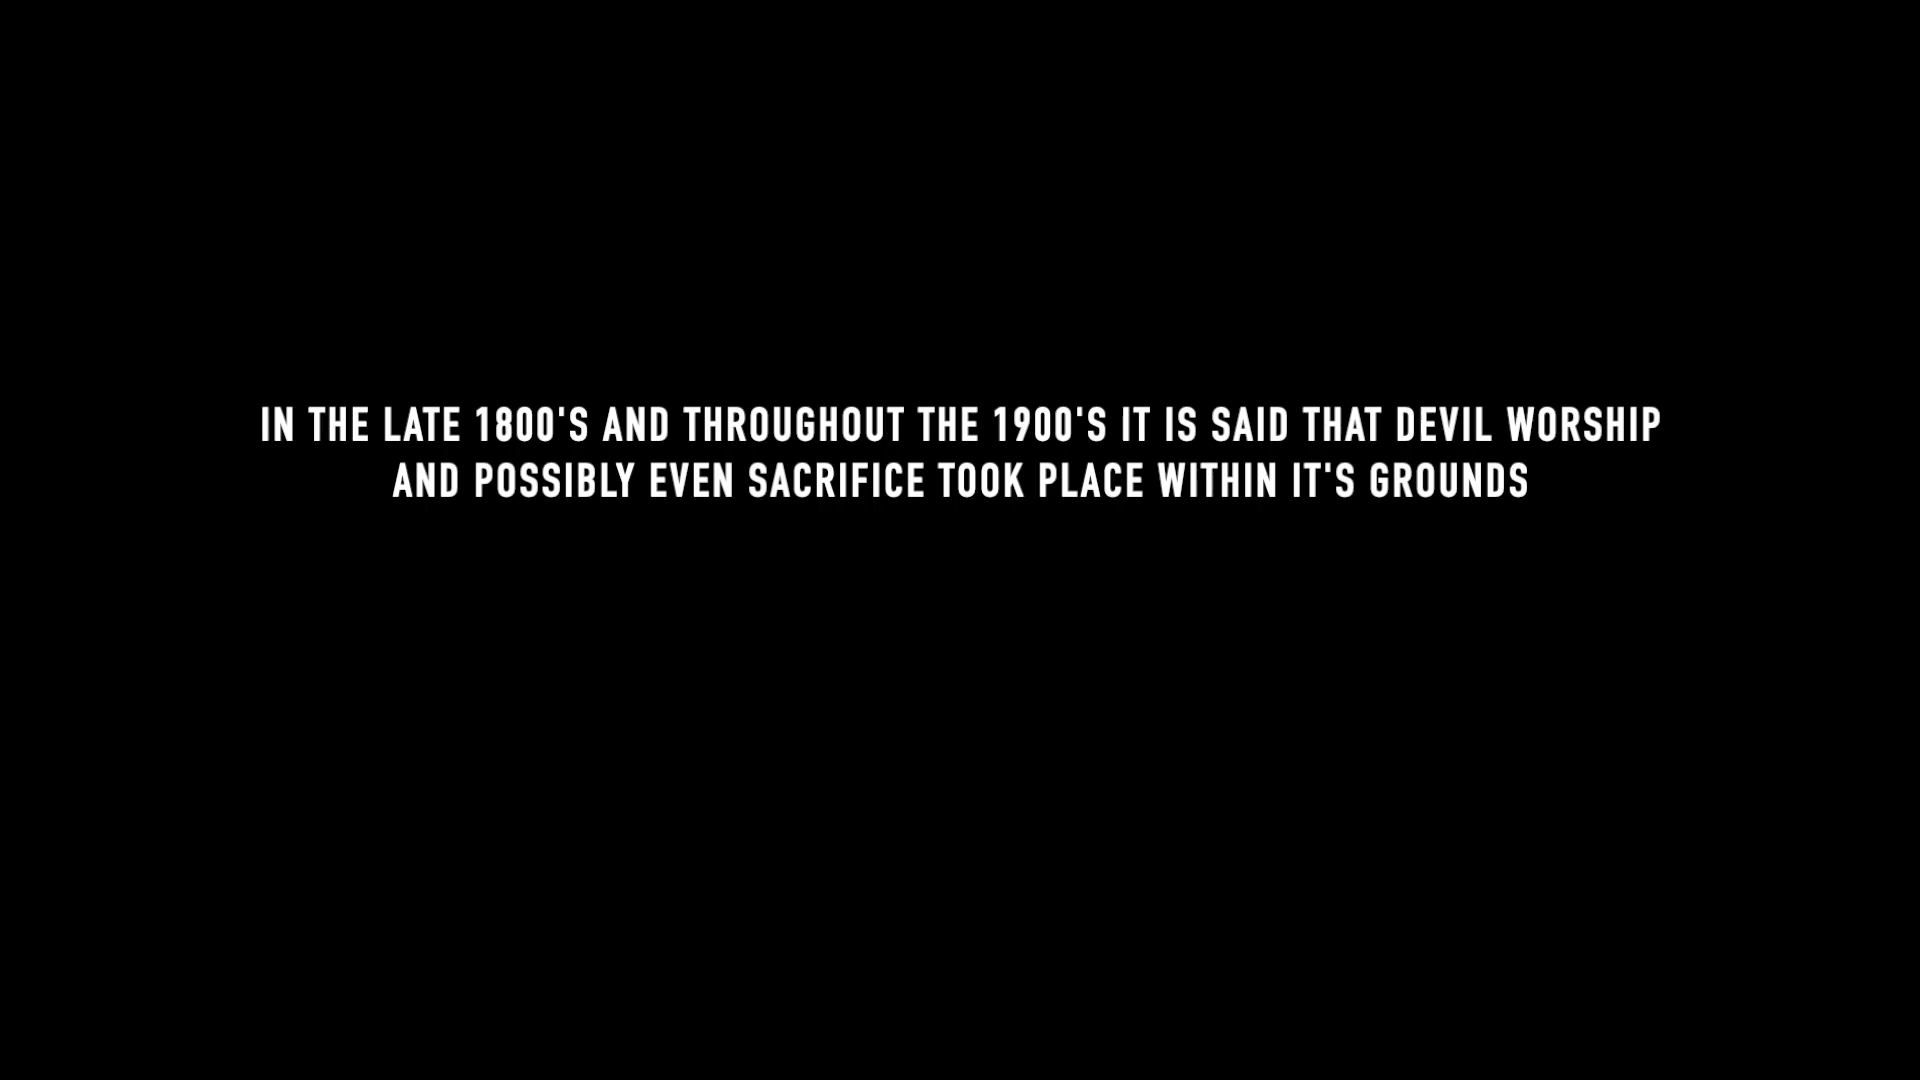 IN THE LATE 1800'S AND THROUGHOUT THE 1900'S IT IS SAID THAT DEVIL WORSHIP
AND POSSIBLY EVEN SACRIFICE TOOK PLACE WITHIN IT'S GROUNDS